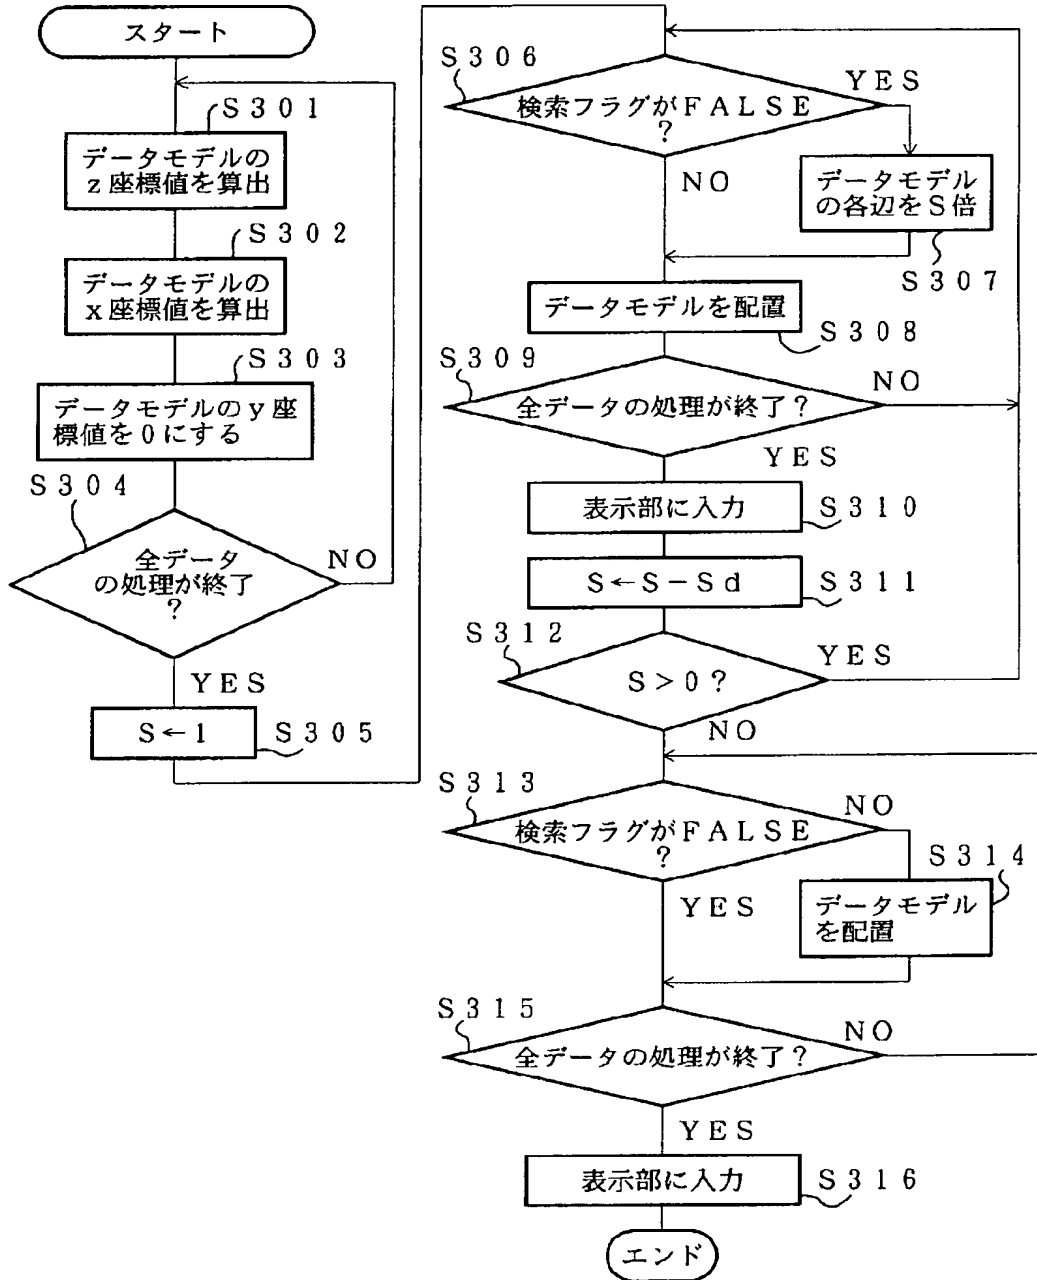 スタート
S301
データモデルの
z座標値を算出
S302
データモデルの
x座標値を算出
S303
データモデルのy座
標値を0にする
S304
全データ
の処理が終了
?
NO
YES
S←1
S305
S306
検索フラグがFALSE
?
YES
NO
データモデル
の各辺をS倍
S307
データモデルを配置
S308
S309
全データの処理が終了?
NO
YES
表示部に入力
S310
S←S-Sd
S311
S312
S>0?
YES
NO
S313
検索フラグがFALSE
?
NO
YES
S314
データモデル
を配置
S315
全データの処理が終了?
NO
YES
表示部に入力
S316
エンド